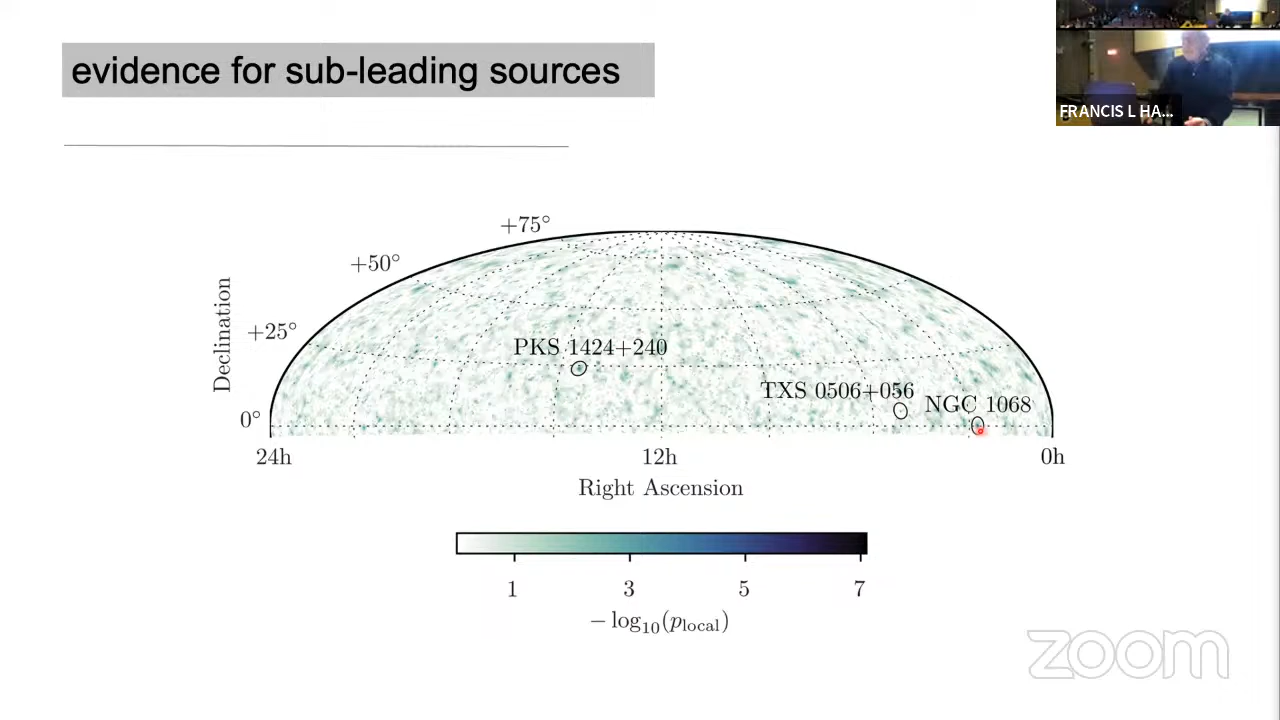 evidence for sub-leading sources
FRANCIS L HA...
+75°
+50°
+25°
0°
Declination
PKS 1424+240
TXS 0506+056
NGC 1068
24h
12h
0h
Right Ascension
1
3
5
7
− log₁₀(p_local)
zoom